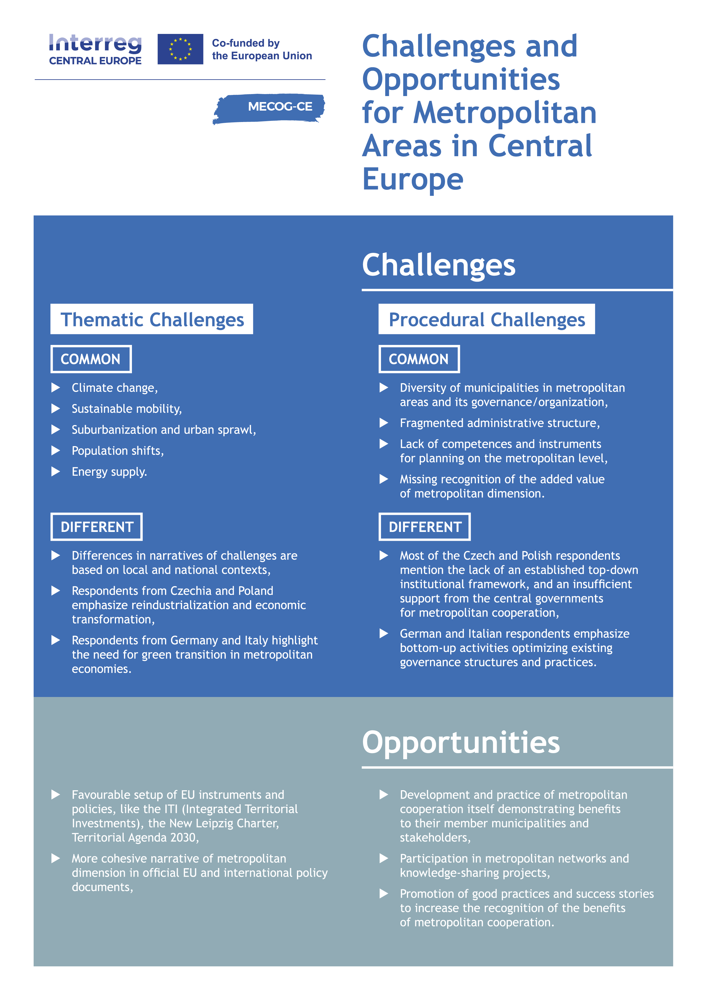 Interreg
CENTRAL EUROPE
Co-funded by
the European Union
MECOG-CE
Challenges and
Opportunities
for Metropolitan
Areas in Central
Europe
Challenges
Thematic Challenges
COMMON
Climate change,
Sustainable mobility,
Suburbanization and urban sprawl,
Population shifts,
Energy supply.
DIFFERENT
Differences in narratives of challenges are
based on local and national contexts,
Respondents from Czechia and Poland
emphasize reindustrialization and economic
transformation,
Respondents from Germany and Italy highlight
the need for green transition in metropolitan
economies.
Procedural Challenges
COMMON
Diversity of municipalities in metropolitan
areas and its governance/organization,
Fragmented administrative structure,
Lack of competences and instruments
for planning on the metropolitan level,
Missing recognition of the added value
of metropolitan dimension.
DIFFERENT
Most of the Czech and Polish respondents
mention the lack of an established top-down
institutional framework, and an insufficient
support from the central governments
for metropolitan cooperation,
German and Italian respondents emphasize
bottom-up activities optimizing existing
governance structures and practices.
Opportunities
Favourable setup of EU instruments and
policies, like the ITI (Integrated Territorial
Investments), the New Leipzig Charter,
Territorial Agenda 2030,
More cohesive narrative of metropolitan
dimension in official EU and international policy
documents,
Development and practice of metropolitan
cooperation itself demonstrating benefits
to their member municipalities and
stakeholders,
Participation in metropolitan networks and
knowledge-sharing projects,
Promotion of good practices and success stories
to increase the recognition of the benefits
of metropolitan cooperation.